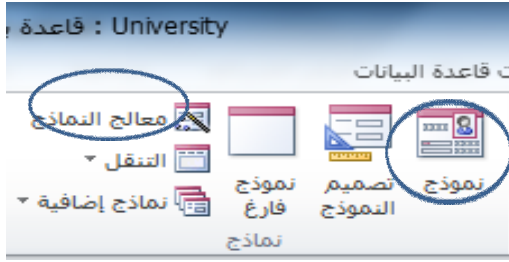 University : قاعدة
قاعدة البيانات
نموذج
تصميم النموذج
نموذج فارغ
معالج النماذج
التنقل
نماذج إضافية
نماذج